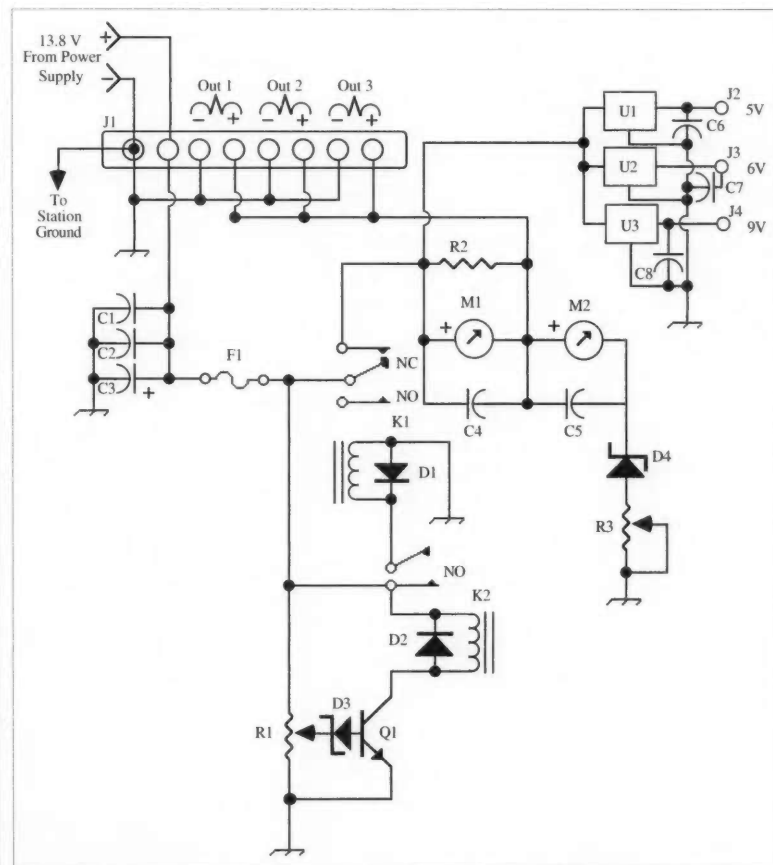 13.8 V
From Power
Supply
+
−
Out 1
Out 2
Out 3
− +
− +
− +
J1
To
Station
Ground
U1
J2
5V
C6
U2
J3
6V
C7
U3
J4
9V
C8
R2
M1
+
M2
+
C1
C2
C3
+
F1
NC
NO
C4
C5
K1
D1
D4
R3
NO
K2
D2
D3
R1
Q1